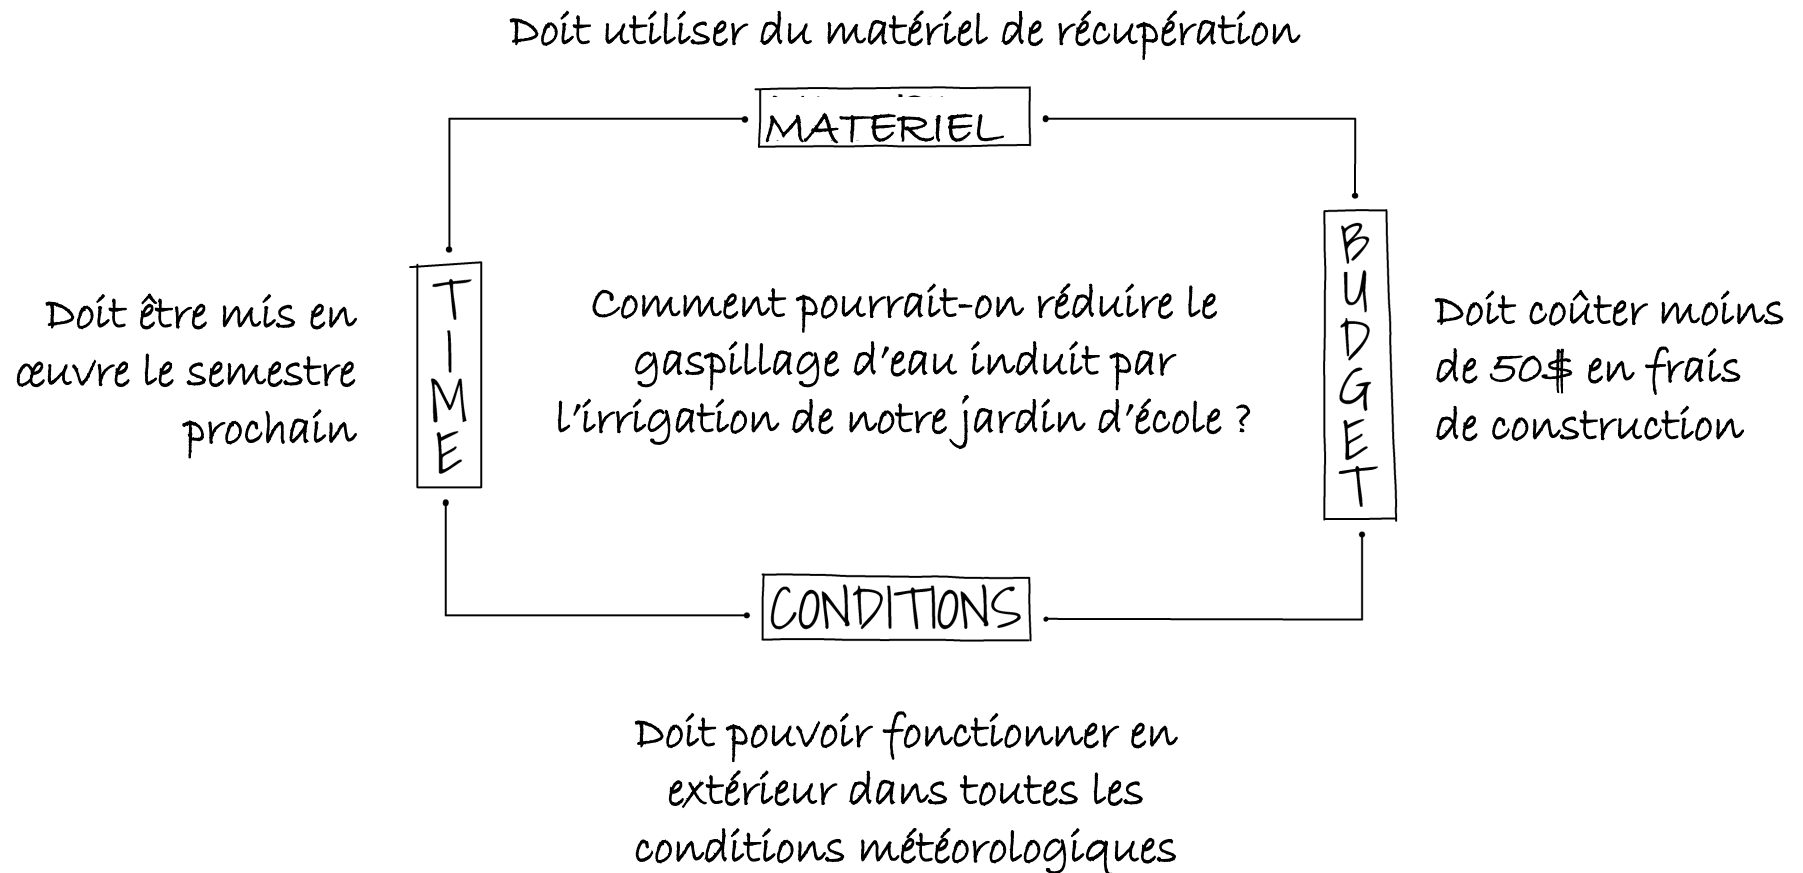 Doit utiliser du matériel de récupération
MATERIEL
TIME
BUDGET
Doit être mis en
œuvre le semestre
prochain
Comment pourrait-on réduire le
gaspillage d'eau induit par
l'irrigation de notre jardin d'école ?
Doit coûter moins
de 50$ en frais
de construction
CONDITIONS
Doit pouvoir fonctionner en
extérieur dans toutes les
conditions météorologiques